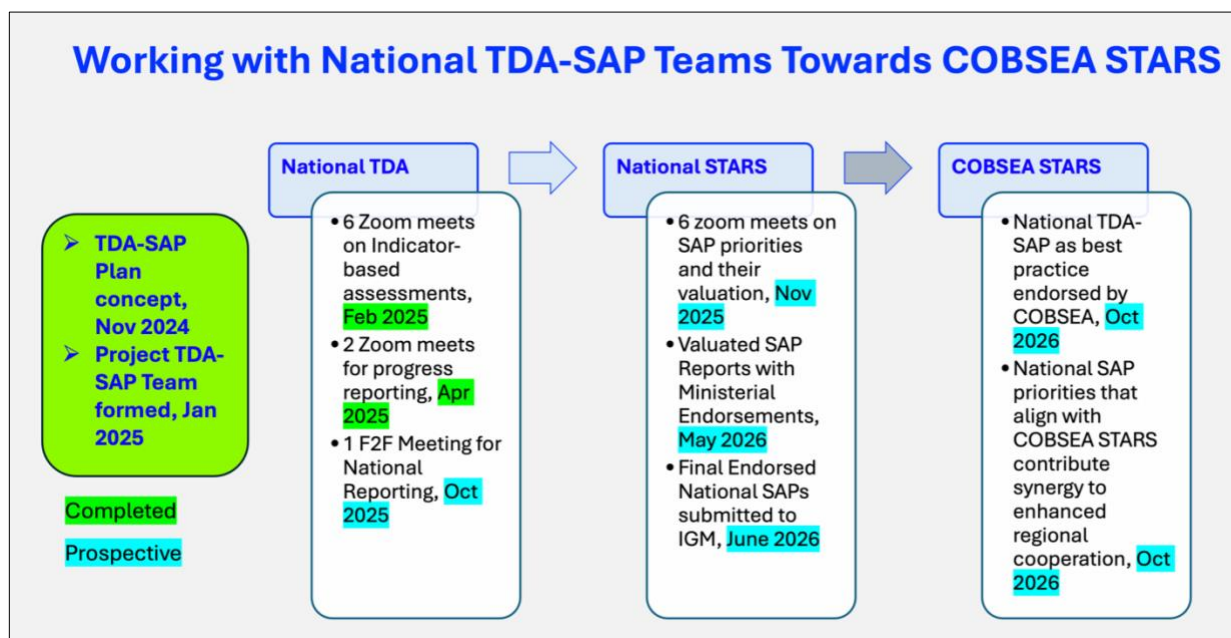 Working with National TDA-SAP Teams Towards COBSEA STARS
➢ TDA-SAP
Plan
concept,
Nov 2024
➢ Project TDA-
SAP Team
formed, Jan
2025
Completed
Prospective
National TDA
• 6 Zoom meets
on Indicator-
based
assessments,
Feb 2025
• 2 Zoom meets
for progress
reporting, Apr
2025
• 1 F2F Meeting for
National
Reporting, Oct
2025
National STARS
• 6 zoom meets on
SAP priorities
and their
valuation, Nov
2025
• Valuated SAP
Reports with
Ministerial
Endorsements,
May 2026
• Final Endorsed
National SAPs
submitted to
IGM, June 2026
COBSEA STARS
• National TDA-
SAP as best
practice
endorsed by
COBSEA, Oct
2026
• National SAP
priorities that
align with
COBSEA STARS
contribute
synergy to
enhanced
regional
cooperation, Oct
2026